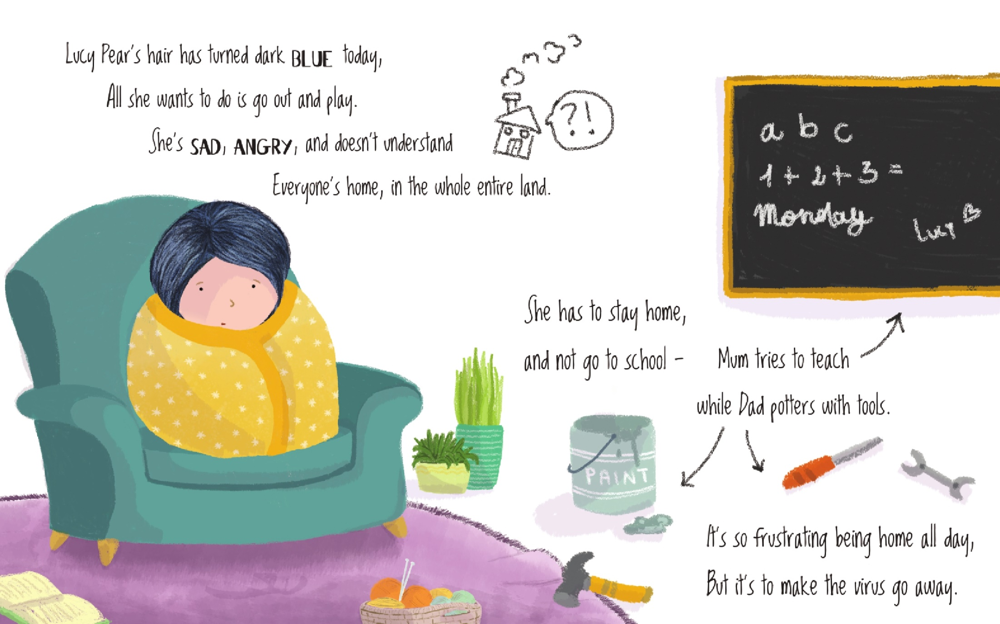 Lucy Pear's hair has turned dark BLUE today,
All she wants to do is go out and play.
She's SAD, ANGRY, and doesn't understand
Everyone's home, in the whole entire land.
?!
a b c
1 + 2 + 3 =
Monday
Lucy
She has to stay home,
and not go to school –
Mum tries to teach
while Dad potters with tools.
PAINT
It's so frustrating being home all day,
But it's to make the virus go away.